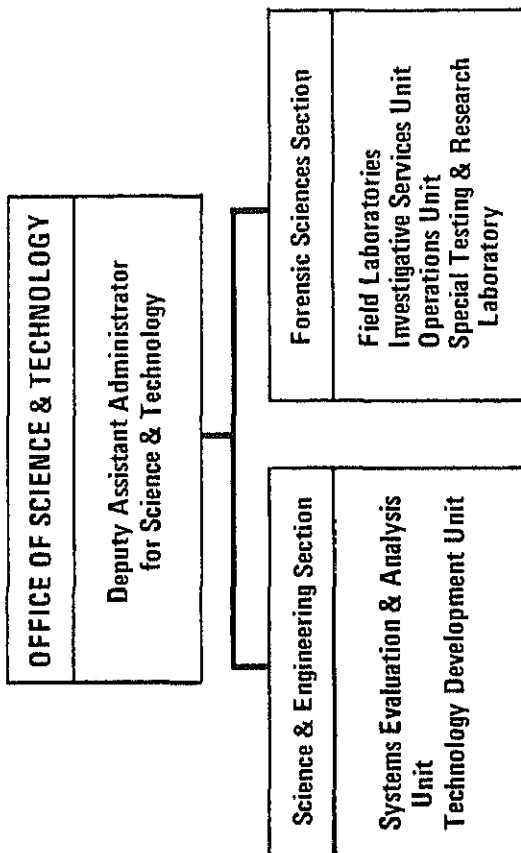 OFFICE OF SCIENCE & TECHNOLOGY
Deputy Assistant Administrator
for Science & Technology
Science & Engineering Section
Systems Evaluation & Analysis
Unit
Technology Development Unit
Forensic Sciences Section
Field Laboratories
Investigative Services Unit
Operations Unit
Special Testing & Research
Laboratory